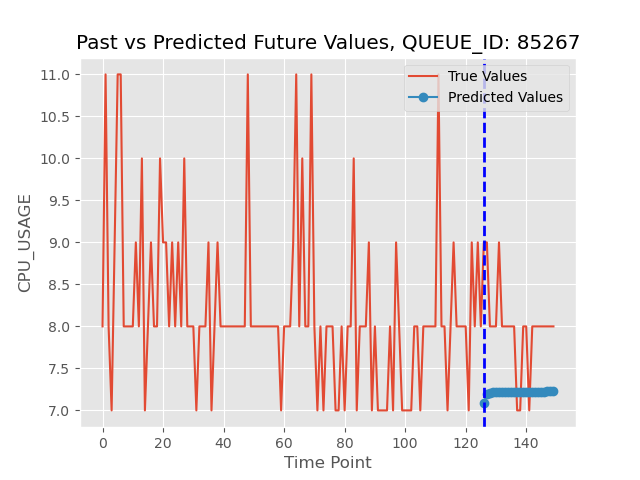 Past vs Predicted Future Values, QUEUE_ID: 85267
True Values
Predicted Values
CPU_USAGE
11.0
10.5
10.0
9.5
9.0
8.5
8.0
7.5
7.0
0 20 40 60 80 100 120 140
Time Point